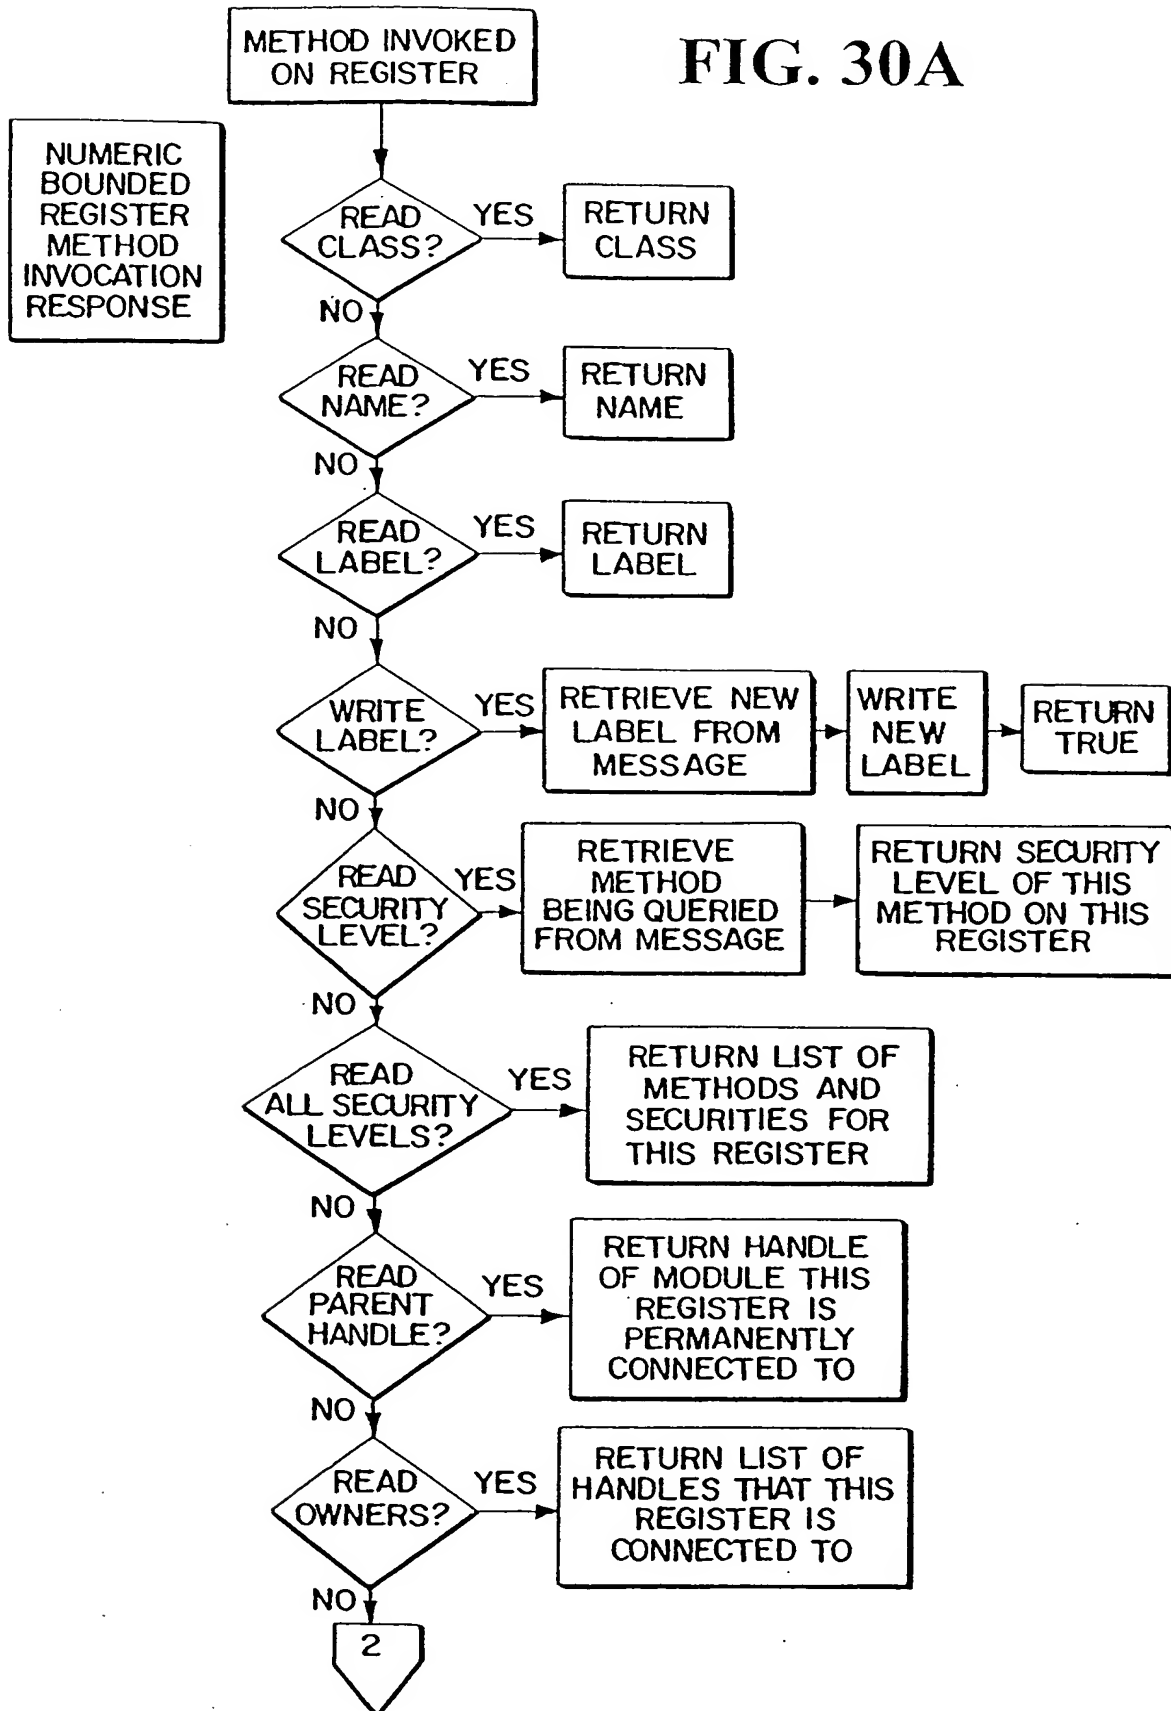 FIG. 30A
METHOD INVOKED
ON REGISTER
NUMERIC
BOUNDED
REGISTER
METHOD
INVOCATION
RESPONSE
READ
CLASS?
YES
RETURN
CLASS
NO
READ
NAME?
YES
RETURN
NAME
NO
READ
LABEL?
YES
RETURN
LABEL
NO
WRITE
LABEL?
YES
RETRIEVE NEW
LABEL FROM
MESSAGE
WRITE
NEW
LABEL
RETURN
TRUE
NO
READ
SECURITY
LEVEL?
YES
RETRIEVE
METHOD
BEING QUERIED
FROM MESSAGE
RETURN SECURITY
LEVEL OF THIS
METHOD ON THIS
REGISTER
NO
READ
ALL SECURITY
LEVELS?
YES
RETURN LIST OF
METHODS AND
SECURITIES FOR
THIS REGISTER
NO
READ
PARENT
HANDLE?
YES
RETURN HANDLE
OF MODULE THIS
REGISTER IS
PERMANENTLY
CONNECTED TO
NO
READ
OWNERS?
YES
RETURN LIST OF
HANDLES THAT THIS
REGISTER IS
CONNECTED TO
NO
2